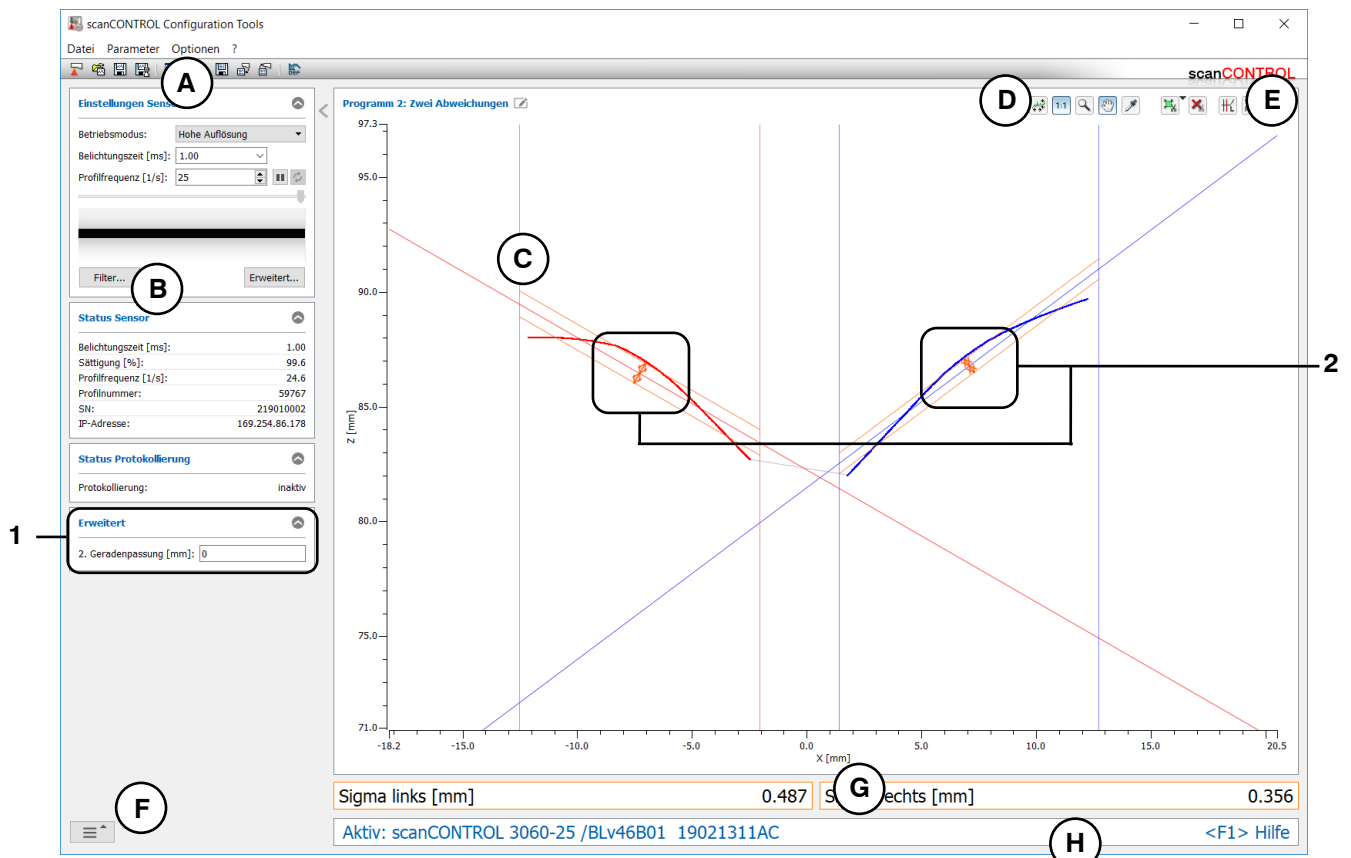 scanCONTROL Configuration Tools
Datei Parameter Optionen ?
A
scanCONTROL
Einstellungen
Betriebsmodus: Hohe Auflösung
Belichtungszeit [ms]: 1.00
Profilfrequenz [1/s]: 25
Filter... Erweitert...
B
Status Sensor
Belichtungszeit [ms]: 1.00
Sättigung [%]: 99.6
Profilfrequenz [1/s]: 24.6
Profilnummer: 59767
SN: 219010002
IP-Adresse: 169.254.86.178
Status Protokollierung
Protokollierung: inaktiv
1
Erweitert
2. Geradenpassung [mm]: 0
F
Programm 2: Zwei Abweichungen
D
1:1
E
97.3
95.0
90.0
85.0
80.0
75.0
71.0
Z [mm]
C
2
-18.2 -15.0 -10.0 -5.0 0.0 5.0 10.0 15.0 20.5
X [mm]
Sigma links [mm] 0.487
G
rechts [mm] 0.356
Aktiv: scanCONTROL 3060-25 /BLv46B01 19021311AC
H
<F1> Hilfe